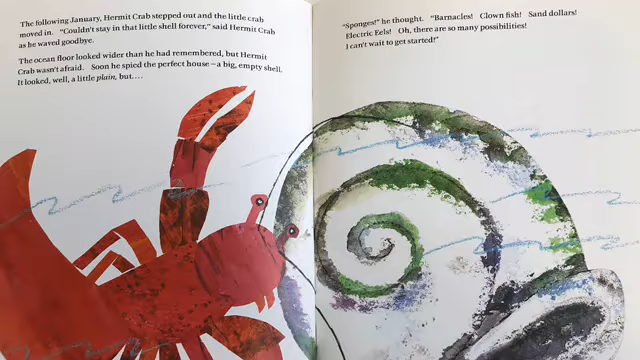 The following January, Hermit Crab stepped out and the little crab
moved in. “Couldn’t stay in that little shell forever,” said Hermit Crab
as he waved goodbye.
The ocean floor looked wider than he had remembered, but Hermit
Crab wasn’t afraid. Soon he spied the perfect house – a big, empty shell.
It looked, well, a little plain, but. . . .
“Sponges!” he thought. “Barnacles! Clown fish! Sand dollars!
Electric Eels! Oh, there are so many possibilities!
I can’t wait to get started!”